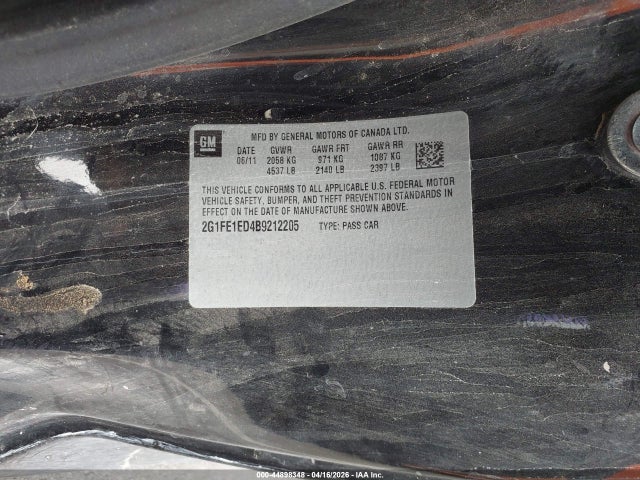 GM
MFD BY GENERAL MOTORS OF CANADA LTD.
DATE GVWR GAWR FRT GAWR RR
06/11 2058 KG 971 KG 1087 KG
4537 LB 2140 LB 2397 LB
THIS VEHICLE CONFORMS TO ALL APPLICABLE U.S. FEDERAL MOTOR
VEHICLE SAFETY, BUMPER, AND THEFT PREVENTION STANDARDS IN
EFFECT ON THE DATE OF MANUFACTURE SHOWN ABOVE.
2G1FE1ED4B9212205 TYPE: PASS CAR
000-44898348 - 04/16/2026 - IAA Inc.